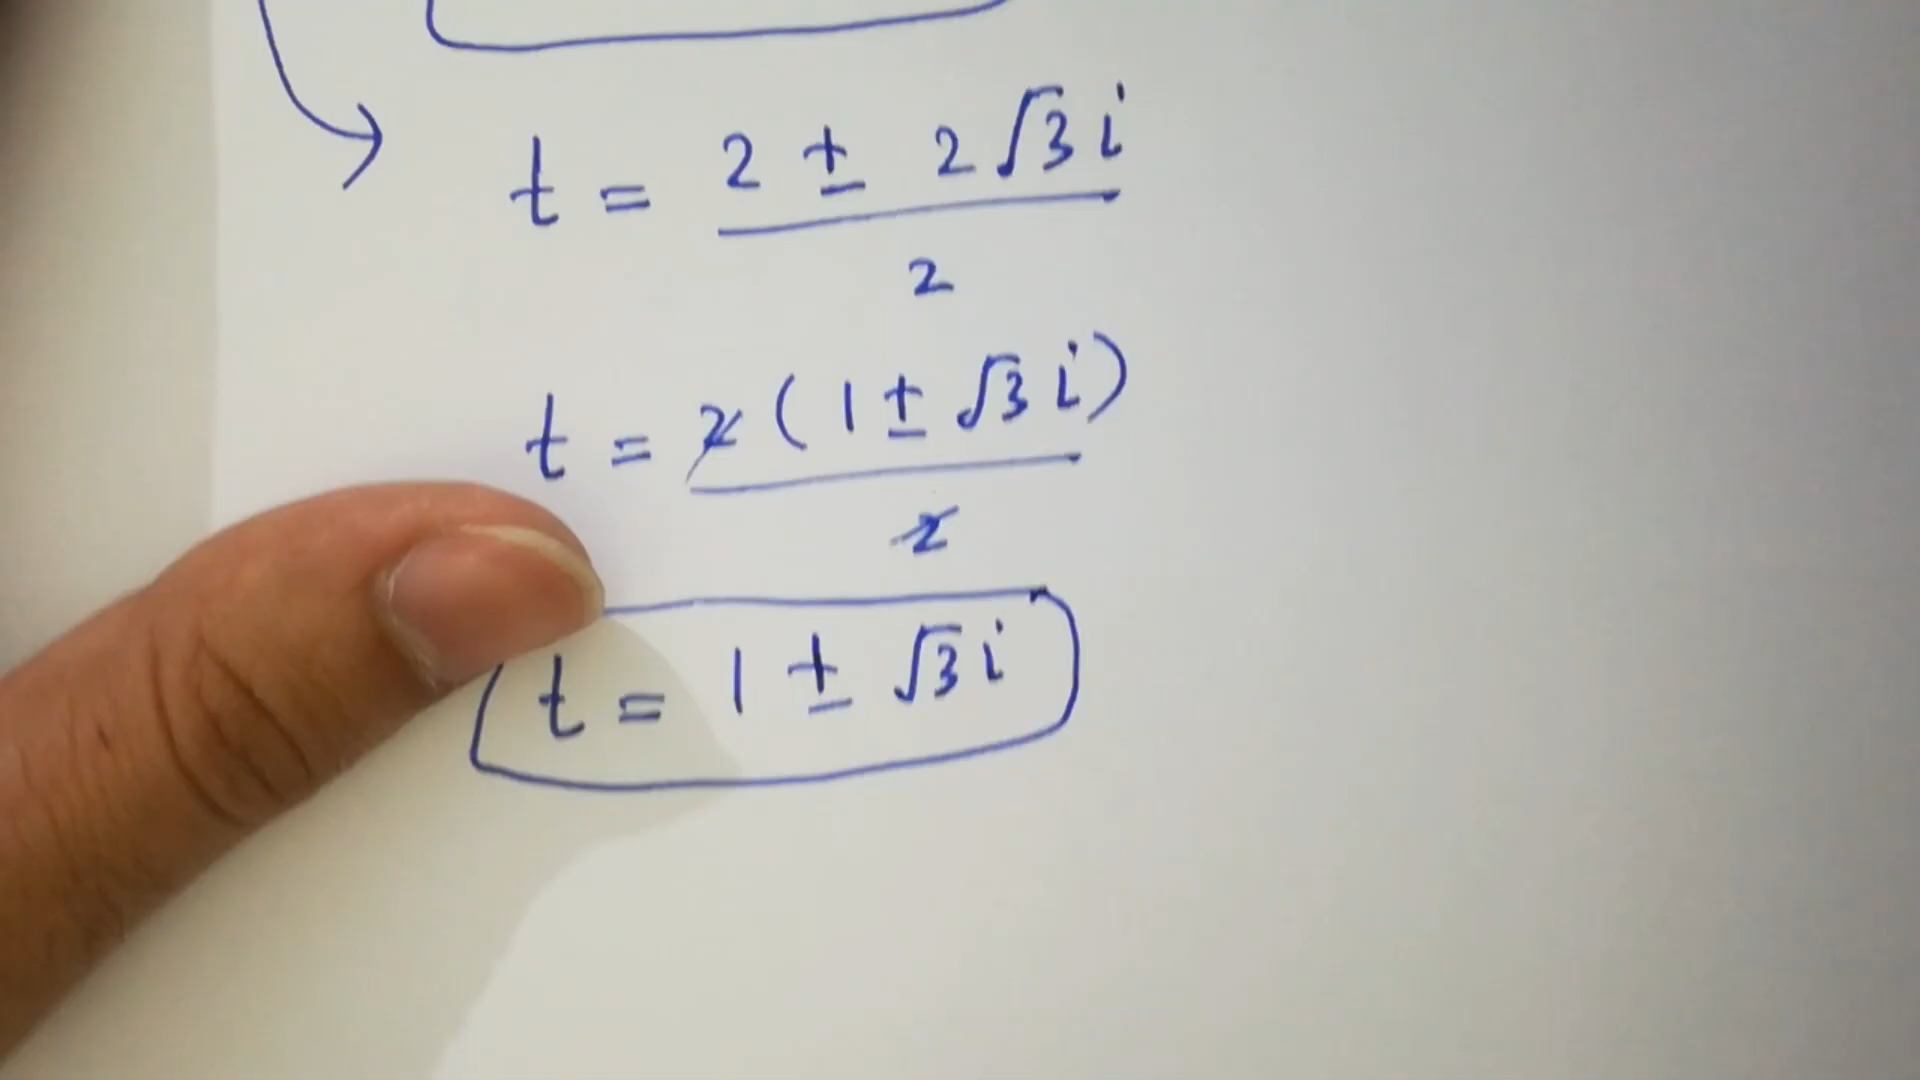 t = 2 ± 2√3 i / 2
t = 2 (1 ± √3 i) / 2
t = 1 ± √3 i